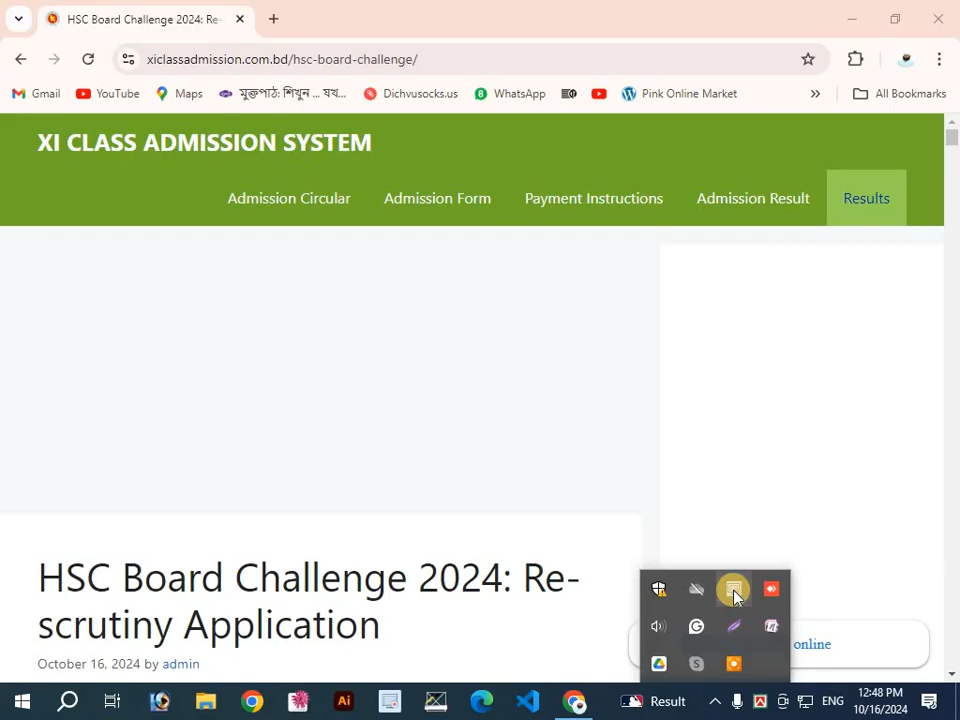 HSC Board Challenge 2024: Re-
xiclassadmission.com.bd/hsc-board-challenge/
Gmail
YouTube
Maps
মুক্তপাঠ: শিখুন ... যখ...
Dichvusocks.us
WhatsApp
Pink Online Market
All Bookmarks
XI CLASS ADMISSION SYSTEM
Admission Circular
Admission Form
Payment Instructions
Admission Result
Results
HSC Board Challenge 2024: Re-
scrutiny Application
October 16, 2024 by admin
online
Result
ENG
12:48 PM
10/16/2024